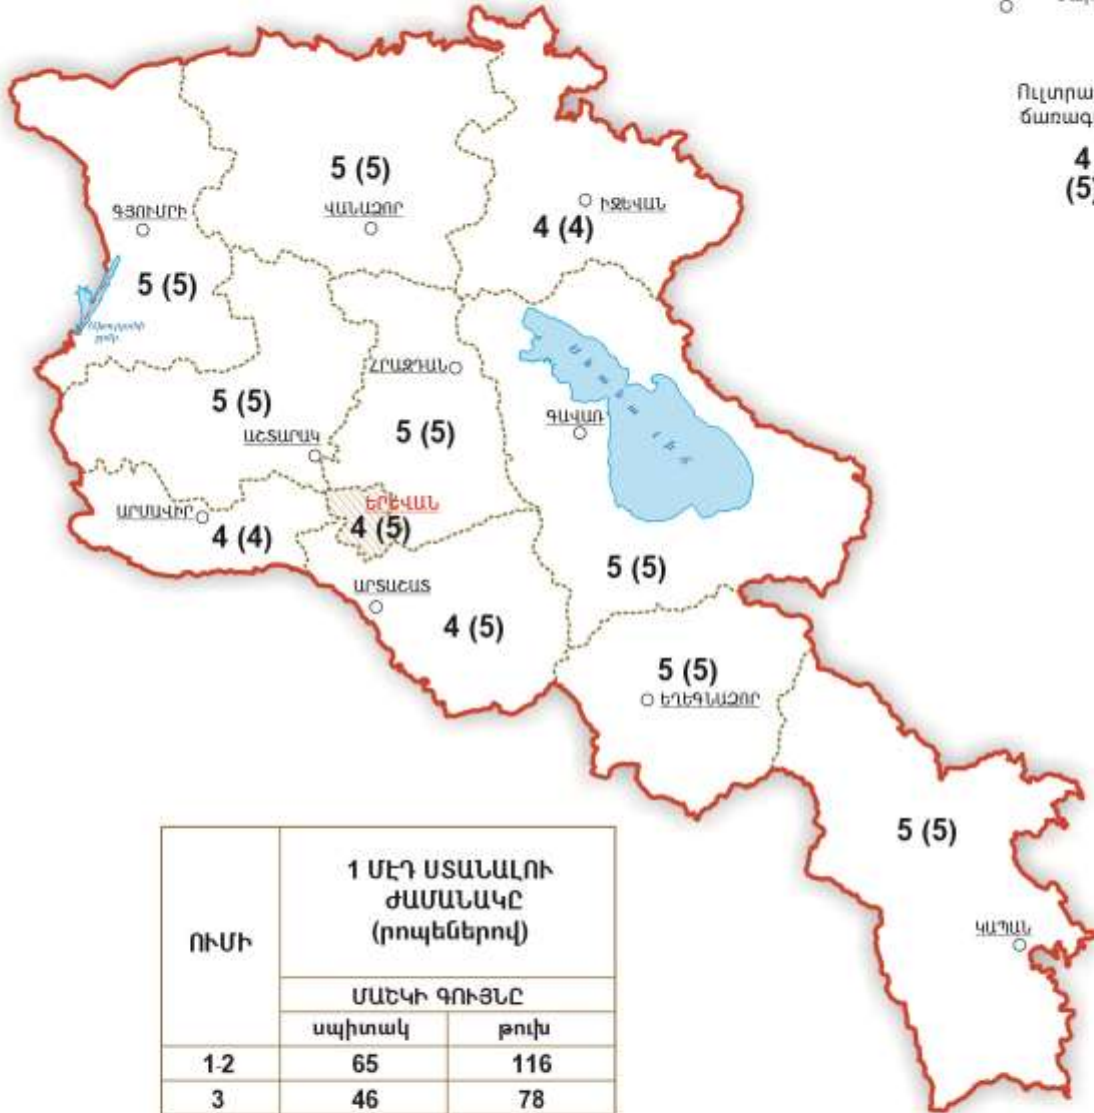 Ուլտրա
ճառագ
4
(5)
5 (5)
ՎԱՆԱՁՈՐ
ԻՋԵՎԱՆ
4 (4)
ԳՅՈՒՄՐԻ
5 (5)
ՀՐԱԶԴԱՆ
Սևանա լիճ
5 (5)
5 (5)
ԳԱՎԱՌ
ԱՇՏԱՐԱԿ
ԵՐԵՎԱՆ
4 (5)
ԱՐՄԱՎԻՐ
4 (4)
5 (5)
ԱՐՏԱՇԱՏ
4 (5)
5 (5)
ԵՂԵԳՆԱՁՈՐ
5 (5)
ԿԱՊԱՆ
ՈՒՄԻ
1 ՄԷԴ ՍՏԱՆԱԼՈՒ
ԺԱՄԱՆԱԿԸ
(րոպեներով)
ՄԱՇԿԻ ԳՈՒՅՆԸ
սպիտակ թուխ
1-2 65 116
3 46 78